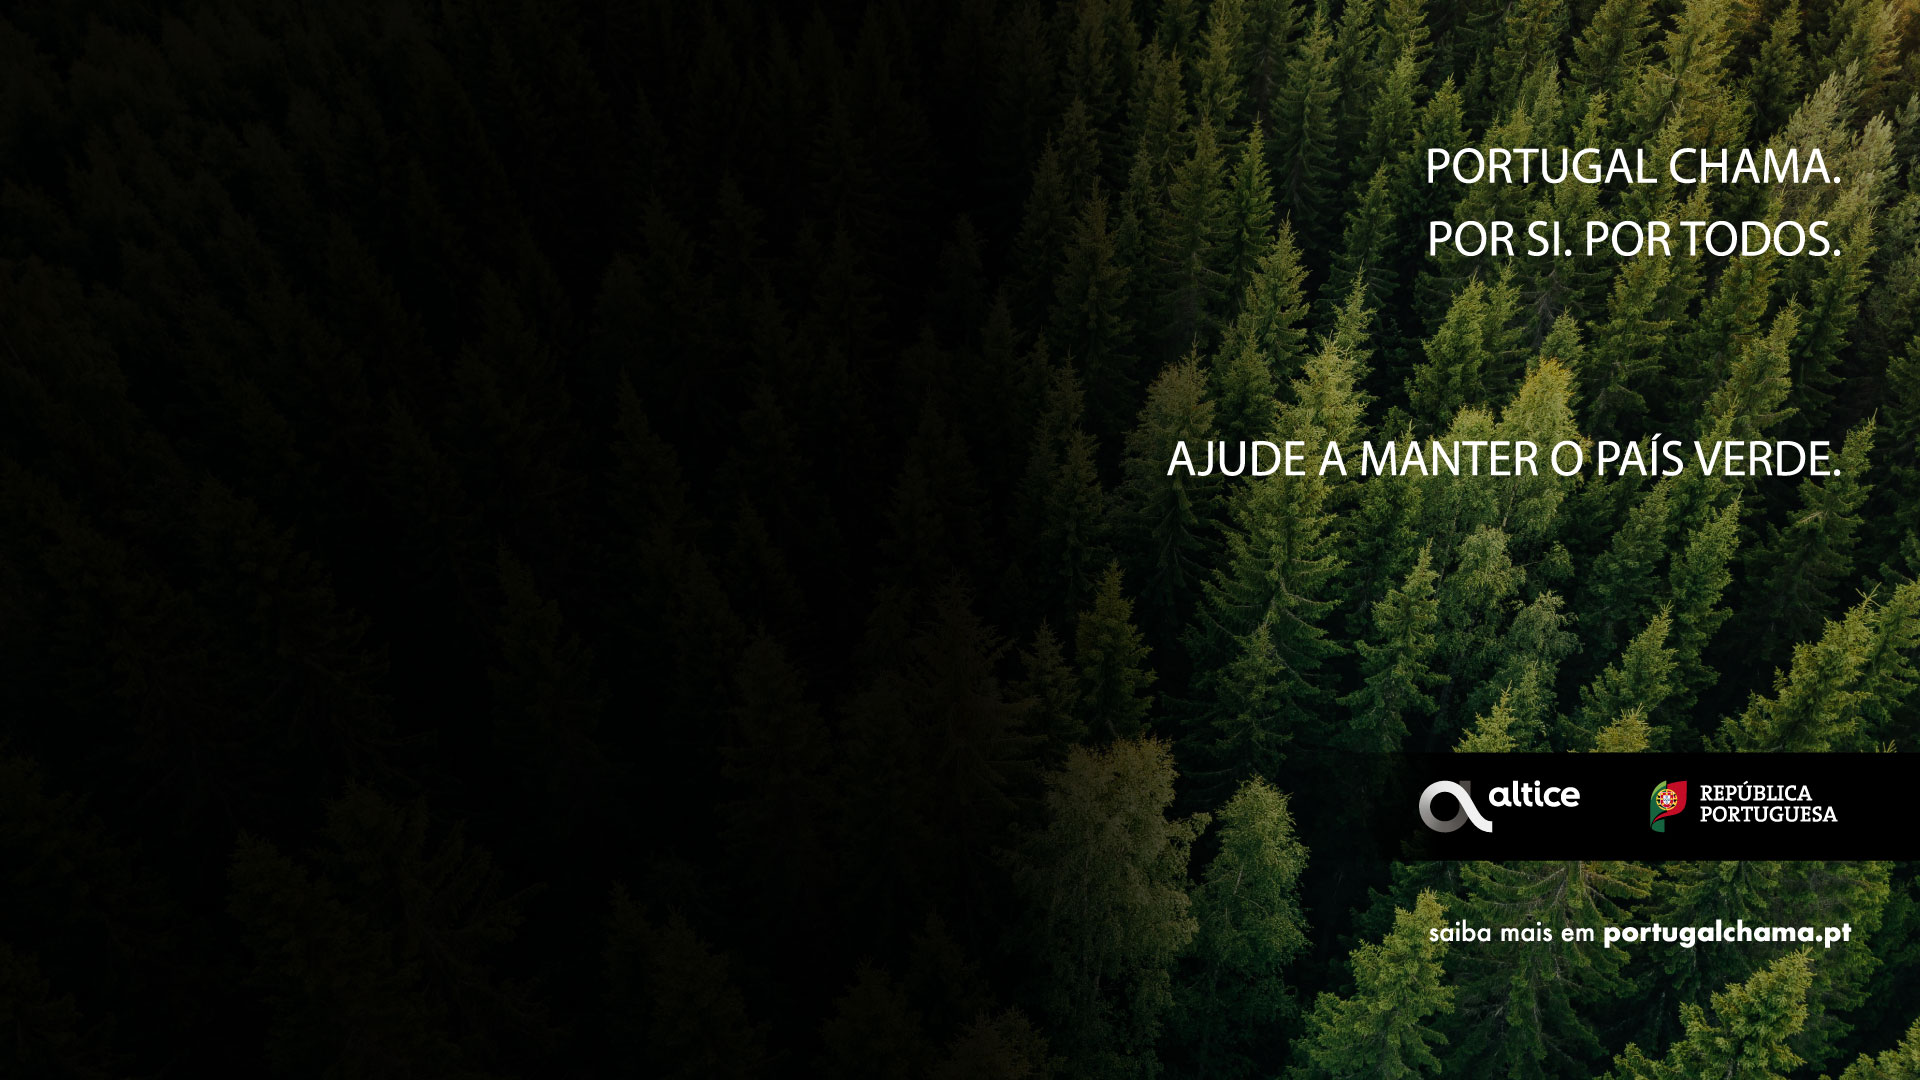 PORTUGAL CHAMA.
POR SI. POR TODOS.
AJUDE A MANTER O PAÍS VERDE.
altice
REPÚBLICA
PORTUGUESA
saiba mais em portugalchama.pt